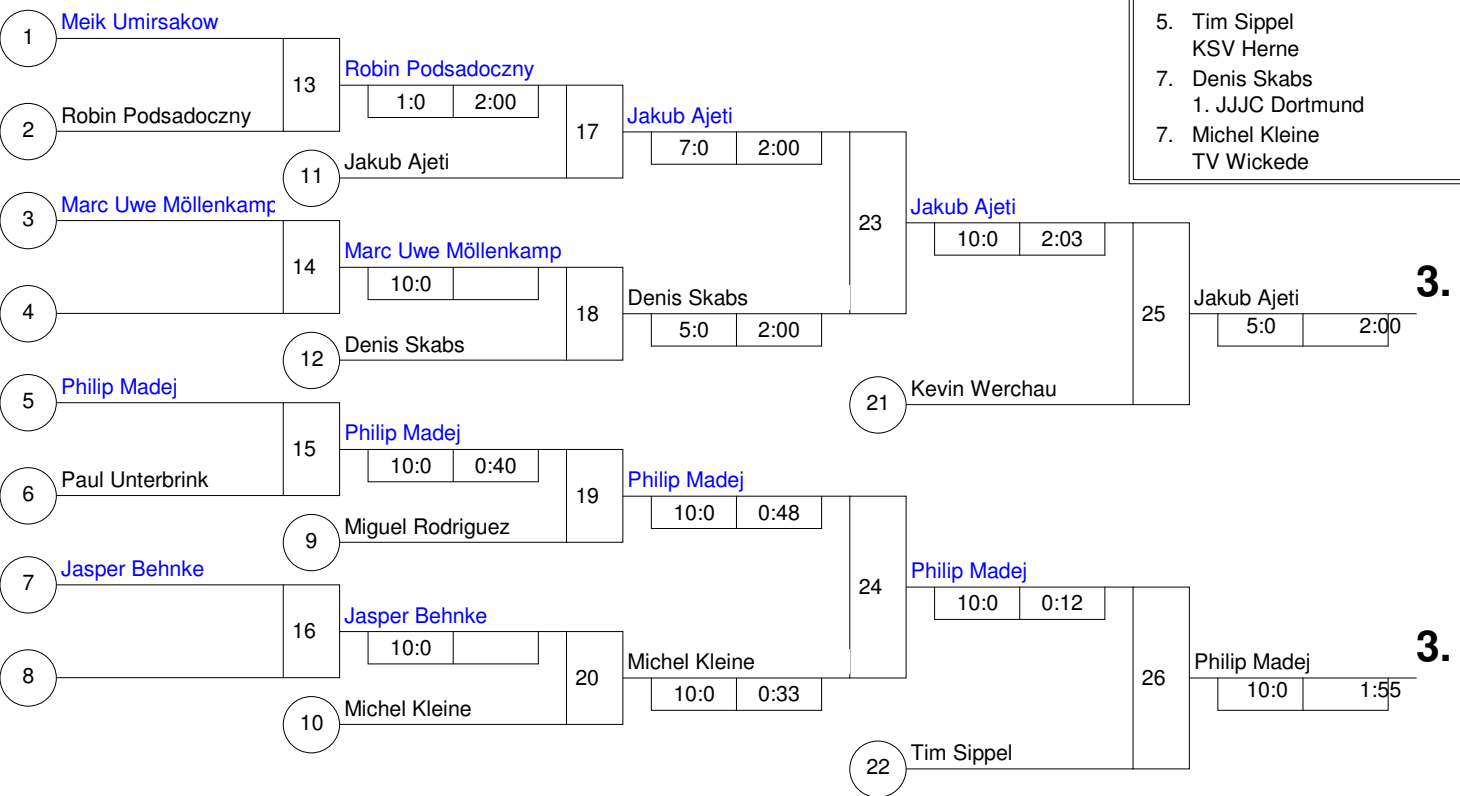 5. Tim Sippel
KSV Herne
7. Denis Skabs
1. JJJC Dortmund
7. Michel Kleine
TV Wickede
1 Meik Umirsakow
13
Robin Podsadoczny
1:0 2:00
2 Robin Podsadoczny
17
Jakub Ajeti
7:0 2:00
11 Jakub Ajeti
3 Marc Uwe Möllenkamp
14
Marc Uwe Möllenkamp
10:0
4
18
Denis Skabs
5:0 2:00
12 Denis Skabs
23
Jakub Ajeti
10:0 2:03
25
Jakub Ajeti
5:0 2:00
3.
21 Kevin Werchau
5 Philip Madej
15
Philip Madej
10:0 0:40
6 Paul Unterbrink
19
Philip Madej
10:0 0:48
9 Miguel Rodriguez
7 Jasper Behnke
16
Jasper Behnke
10:0
8
20
Michel Kleine
10:0 0:33
10 Michel Kleine
24
Philip Madej
10:0 0:12
26
Philip Madej
10:0 1:55
3.
22 Tim Sippel